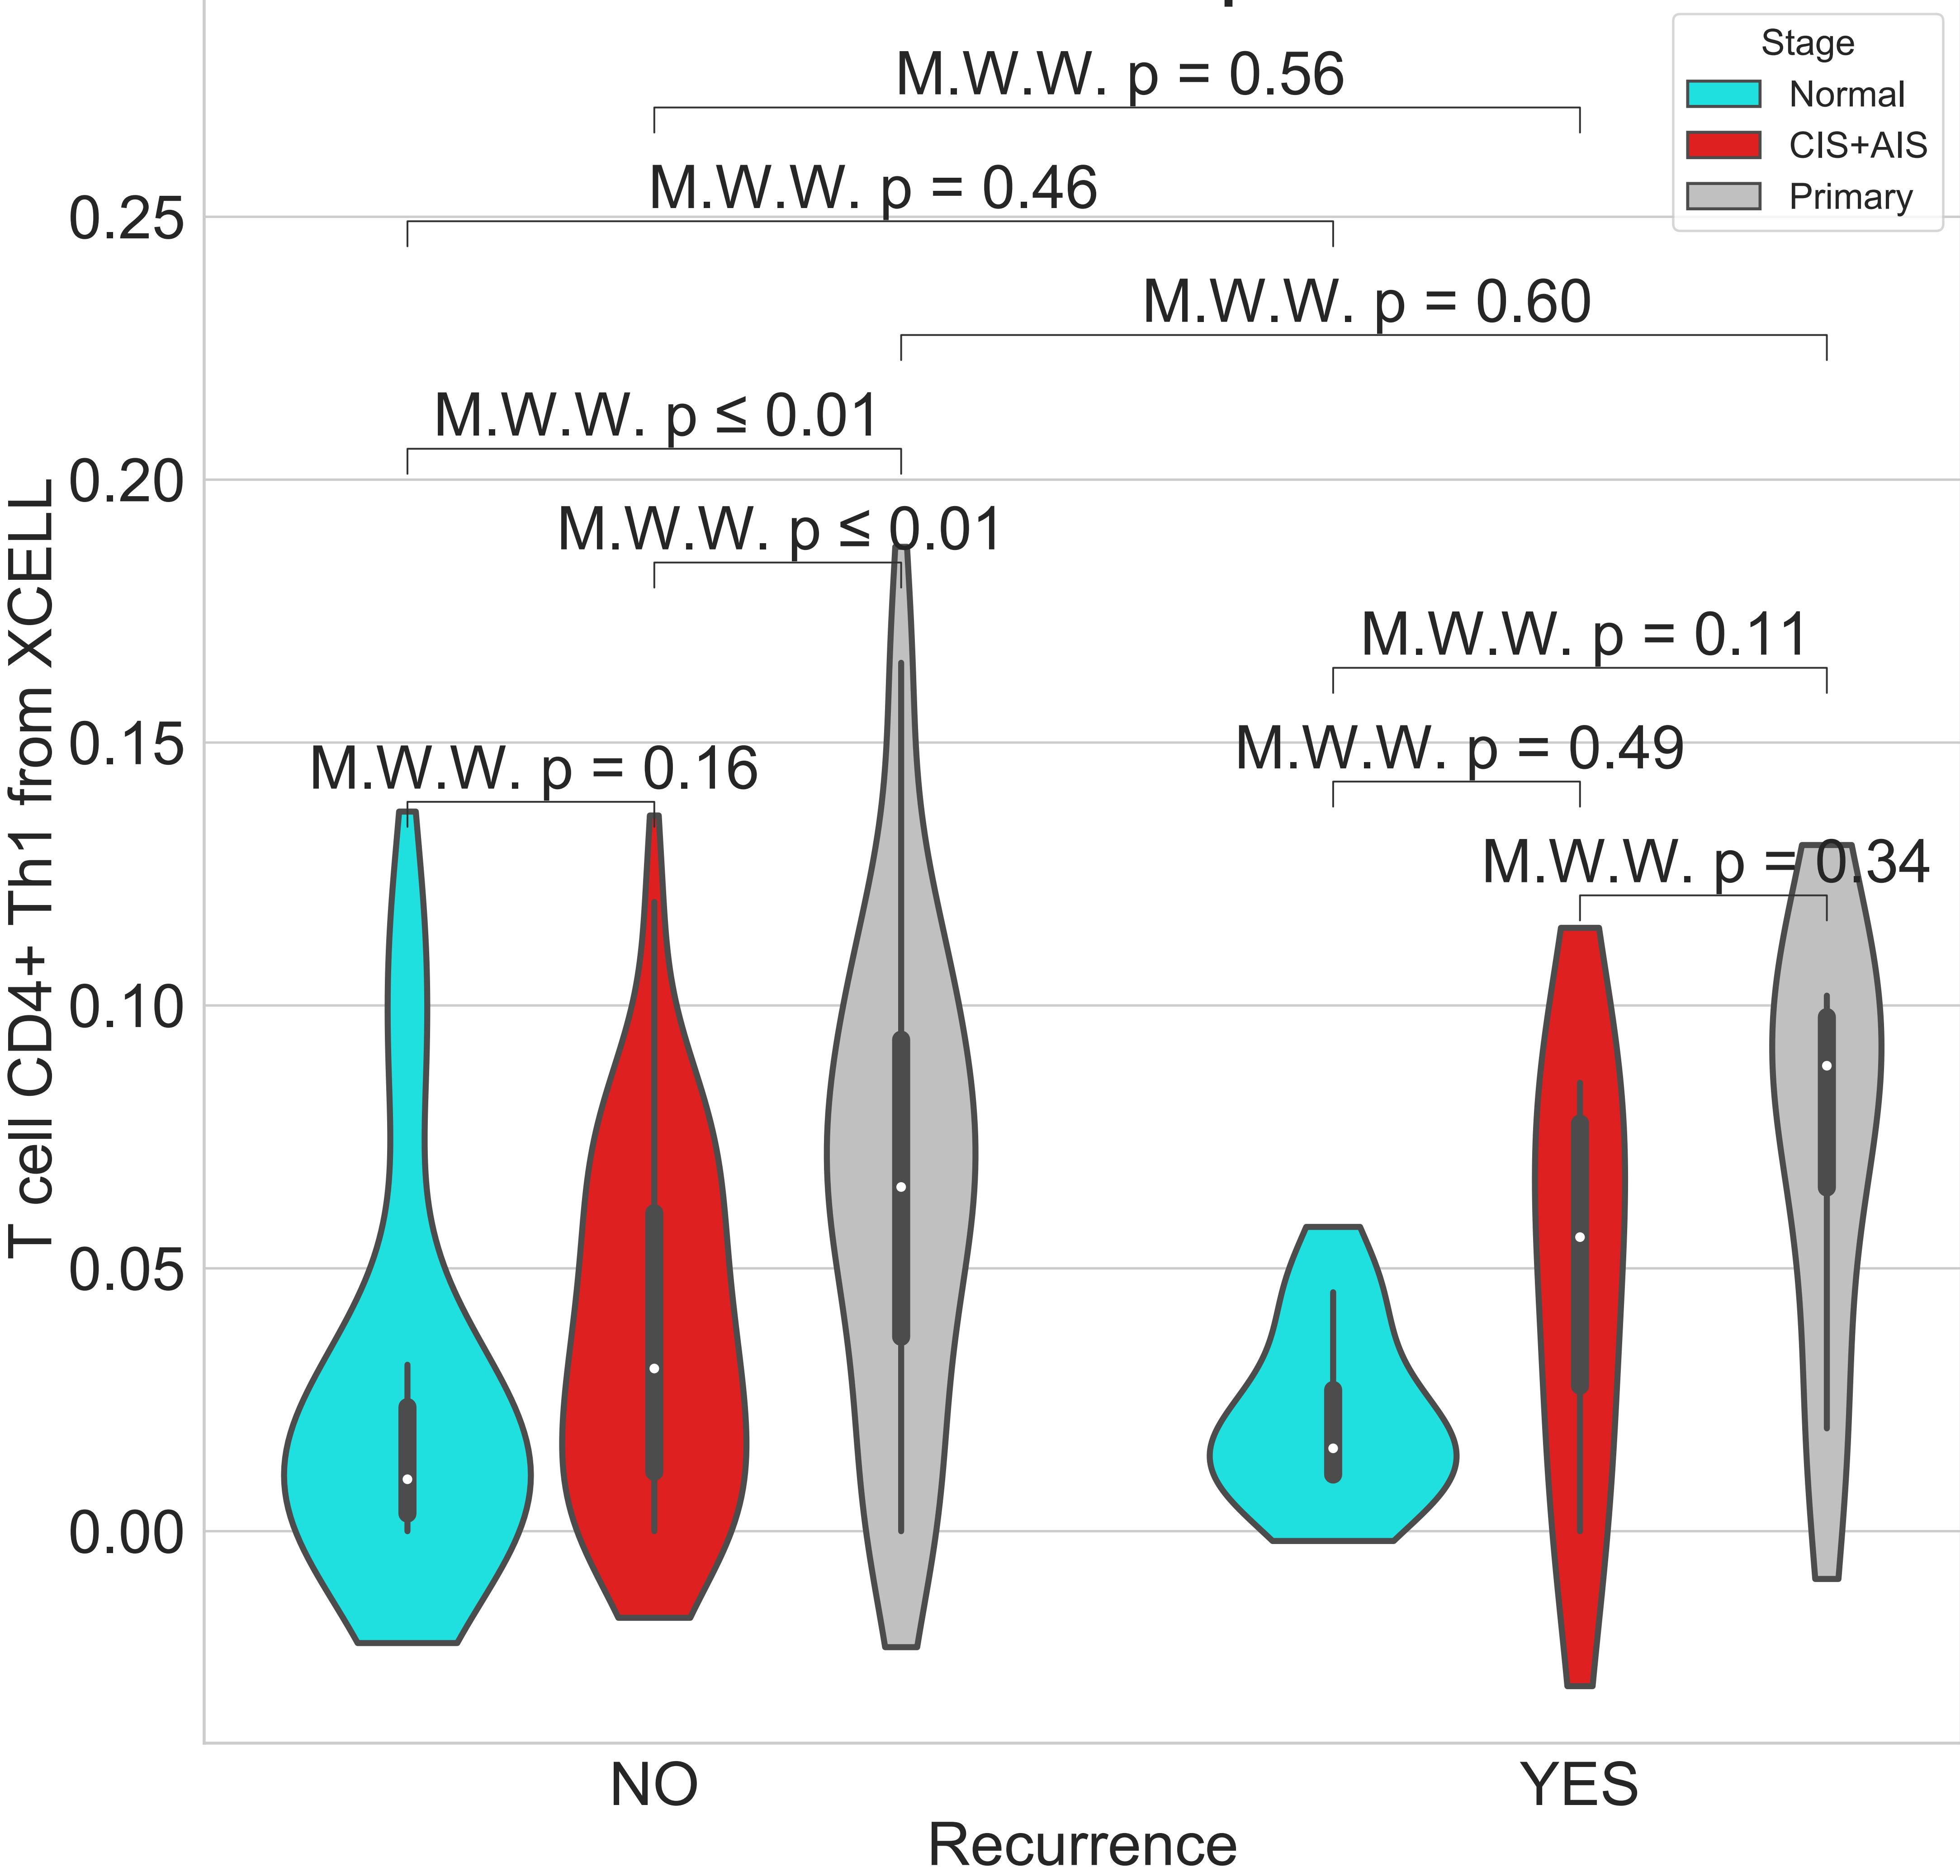 Stage
Normal
CIS+AIS
Primary
M.W.W. p = 0.56
M.W.W. p = 0.46
M.W.W. p = 0.60
M.W.W. p ≤ 0.01
M.W.W. p ≤ 0.01
M.W.W. p = 0.11
M.W.W. p = 0.49
M.W.W. p = 0.16
M.W.W. p = 0.34
T cell CD4+ Th1 from XCELL
0.25
0.20
0.15
0.10
0.05
0.00
NO
YES
Recurrence